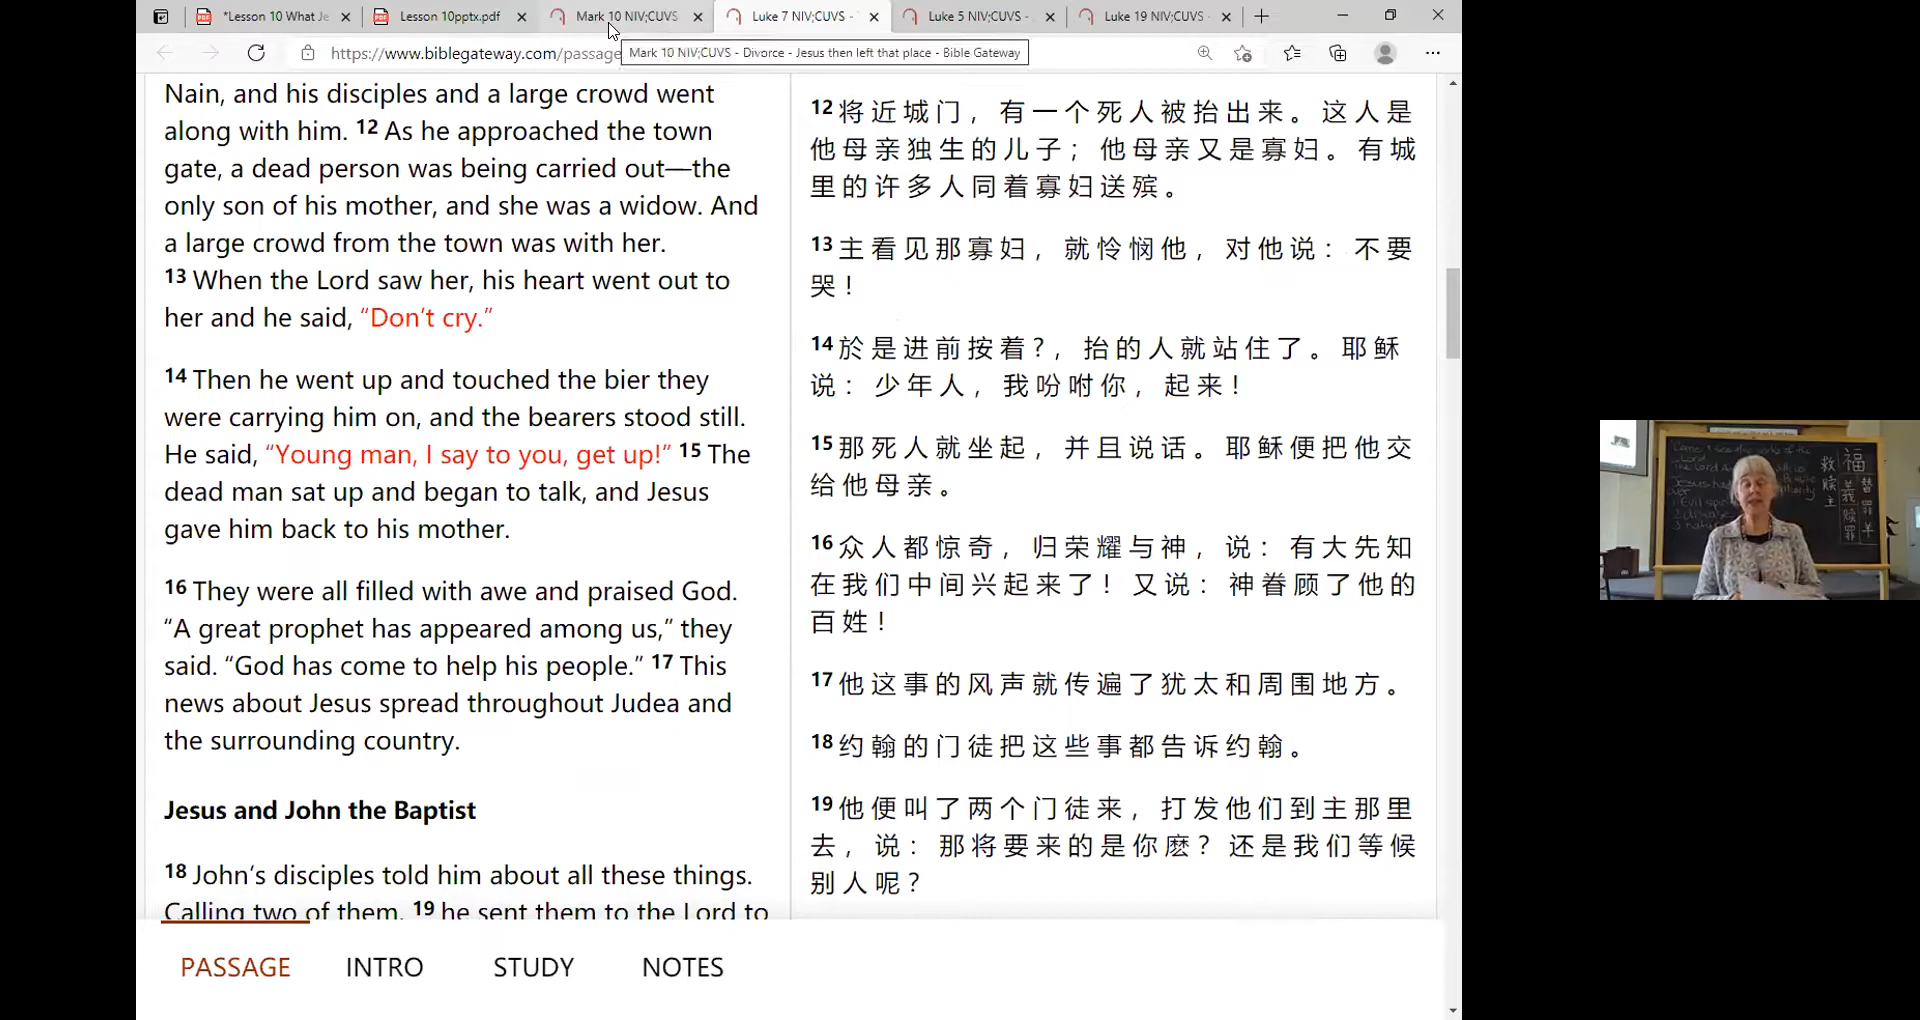 *Lesson 10 What Je
Lesson 10pptx.pdf
Mark 10 NIV;CUVS
Luke 7 NIV;CUVS -
Luke 5 NIV;CUVS -
Luke 19 NIV;CUVS -
https://www.biblegateway.com/passage
Mark 10 NIV;CUVS - Divorce - Jesus then left that place - Bible Gateway
Nain, and his disciples and a large crowd went
along with him. 12 As he approached the town
gate, a dead person was being carried out—the
only son of his mother, and she was a widow. And
a large crowd from the town was with her.
13 When the Lord saw her, his heart went out to
her and he said, “Don’t cry.”
14 Then he went up and touched the bier they
were carrying him on, and the bearers stood still.
He said, “Young man, I say to you, get up!” 15 The
dead man sat up and began to talk, and Jesus
gave him back to his mother.
16 They were all filled with awe and praised God.
“A great prophet has appeared among us,” they
said. “God has come to help his people.” 17 This
news about Jesus spread throughout Judea and
the surrounding country.
Jesus and John the Baptist
18 John’s disciples told him about all these things.
Calling two of them, 19 he sent them to the Lord to
12 将近城门，有一个死人被抬出来。这人是
他母亲独生的儿子；他母亲又是寡妇。有城
里的许多人同着寡妇送殡。
13 主看见那寡妇，就怜悯他，对他说：不要
哭！
14 於是进前按着?，抬的人就站住了。耶稣
说：少年人，我吩咐你，起来！
15 那死人就坐起，并且说话。耶稣便把他交
给他母亲。
16 众人都惊奇，归荣耀与神，说：有大先知
在我们中间兴起来了！又说：神眷顾了他的
百姓！
17 他这事的风声就传遍了犹太和周围地方。
18 约翰的门徒把这些事都告诉约翰。
19 他便叫了两个门徒来，打发他们到主那里
去，说：那将要来的是你麽？还是我们等候
别人呢？
PASSAGE INTRO STUDY NOTES
福
救赎主
義
赎罪
替罪羊